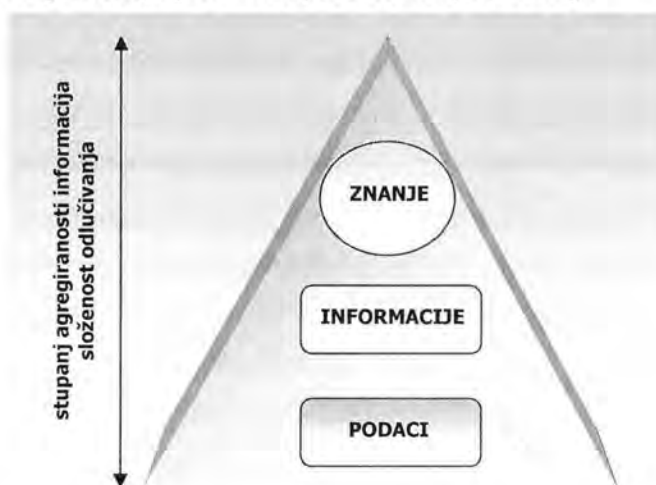 stupanj agregiranosti informacija
složenost odlučivanja
ZNANJE
INFORMACIJE
PODACI